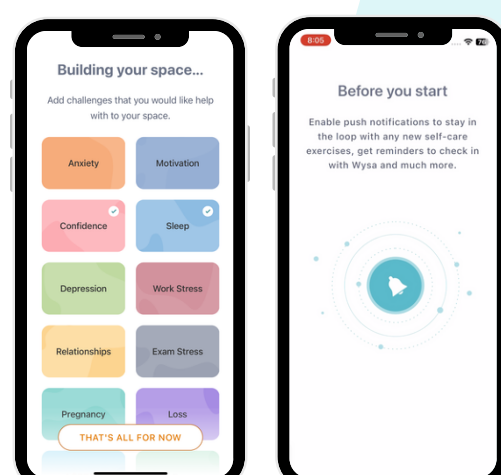 Building your space...
Add challenges that you would like help
with to your space.
Anxiety
Motivation
Confidence
Sleep
Depression
Work Stress
Relationships
Exam Stress
Pregnancy
Loss
THAT'S ALL FOR NOW
8:05
Before you start
Enable push notifications to stay in
the loop with any new self-care
exercises, get reminders to check in
with Wysa and much more.